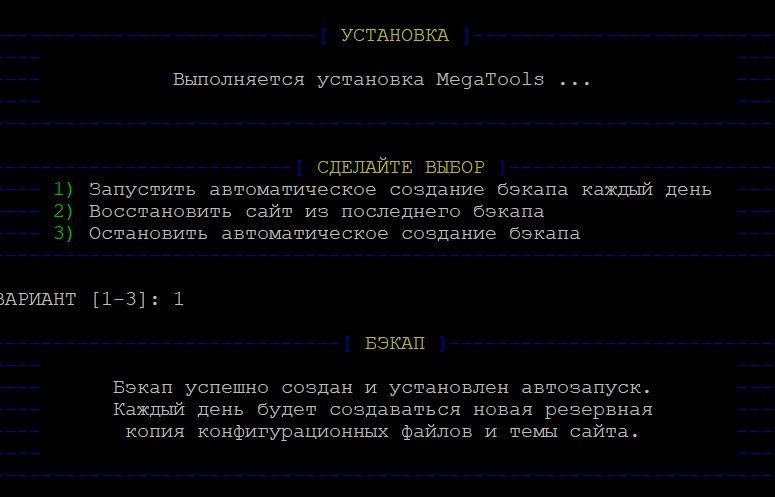 [ УСТАНОВКА ]
Выполняется установка MegaTools ...
[ СДЕЛАЙТЕ ВЫБОР ]
1) Запустить автоматическое создание бэкапа каждый день
2) Восстановить сайт из последнего бэкапа
3) Остановить автоматическое создание бэкапа
ВАРИАНТ [1-3]: 1
[ БЭКАП ]
Бэкап успешно создан и установлен автозапуск.
Каждый день будет создаваться новая резервная
копия конфигурационных файлов и темы сайта.